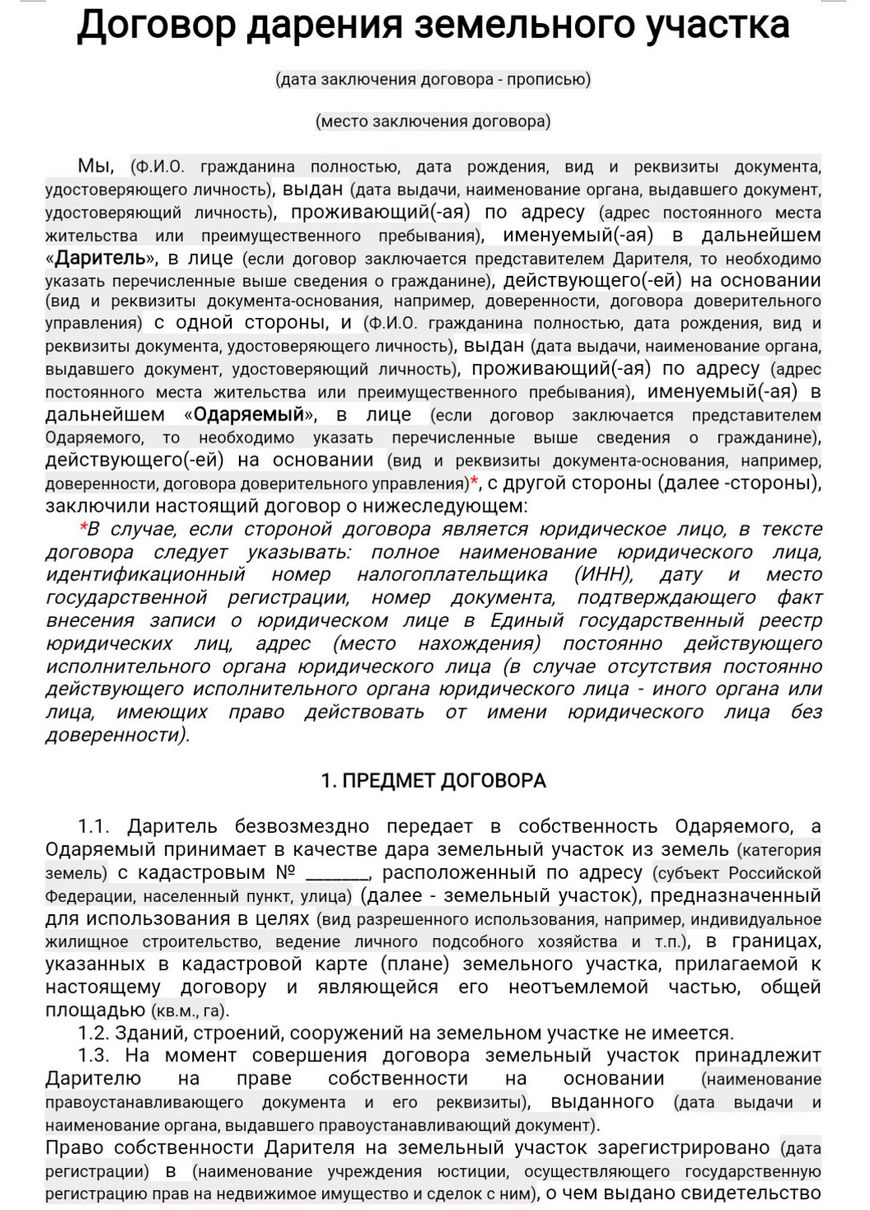 Договор дарения земельного участка
(дата заключения договора - прописью)
(место заключения договора)
Мы, (Ф.И.О. гражданина полностью, дата рождения, вид и реквизиты документа,
удостоверяющего личность), выдан (дата выдачи, наименование органа, выдавшего документ,
удостоверяющий личность), проживающий(-ая) по адресу (адрес постоянного места
жительства или преимущественного пребывания), именуемый(-ая) в дальнейшем
«Даритель», в лице (если договор заключается представителем Дарителя, то необходимо
указать перечисленные выше сведения о гражданине), действующего(-ей) на основании
(вид и реквизиты документа-основания, например, доверенности, договора доверительного
управления) с одной стороны, и (Ф.И.О. гражданина полностью, дата рождения, вид и
реквизиты документа, удостоверяющего личность), выдан (дата выдачи, наименование органа,
выдавшего документ, удостоверяющий личность), проживающий(-ая) по адресу (адрес
постоянного места жительства или преимущественного пребывания), именуемый(-ая) в
дальнейшем «Одаряемый», в лице (если договор заключается представителем
Одаряемого, то необходимо указать перечисленные выше сведения о гражданине),
действующего(-ей) на основании (вид и реквизиты документа-основания, например,
доверенности, договора доверительного управления)*, с другой стороны (далее -стороны),
заключили настоящий договор о нижеследующем:
*В случае, если стороной договора является юридическое лицо, в тексте
договора следует указывать: полное наименование юридического лица,
идентификационный номер налогоплательщика (ИНН), дату и место
государственной регистрации, номер документа, подтверждающего факт
внесения записи о юридическом лице в Единый государственный реестр
юридических лиц, адрес (место нахождения) постоянно действующего
исполнительного органа юридического лица (в случае отсутствия постоянно
действующего исполнительного органа юридического лица - иного органа или
лица, имеющих право действовать от имени юридического лица без
доверенности).
1. ПРЕДМЕТ ДОГОВОРА
1.1. Даритель безвозмездно передает в собственность Одаряемого, а
Одаряемый принимает в качестве дара земельный участок из земель (категория
земель) с кадастровым № _______, расположенный по адресу (субъект Российской
Федерации, населенный пункт, улица) (далее - земельный участок), предназначенный
для использования в целях (вид разрешенного использования, например, индивидуальное
жилищное строительство, ведение личного подсобного хозяйства и т.п.), в границах,
указанных в кадастровой карте (плане) земельного участка, прилагаемой к
настоящему договору и являющейся его неотъемлемой частью, общей
площадью (кв.м., га).
1.2. Зданий, строений, сооружений на земельном участке не имеется.
1.3. На момент совершения договора земельный участок принадлежит
Дарителю на праве собственности на основании (наименование
правоустанавливающего документа и его реквизиты), выданного (дата выдачи и
наименование органа, выдавшего правоустанавливающий документ).
Право собственности Дарителя на земельный участок зарегистрировано (дата
регистрации) в (наименование учреждения юстиции, осуществляющего государственную
регистрацию прав на недвижимое имущество и сделок с ним), о чем выдано свидетельство